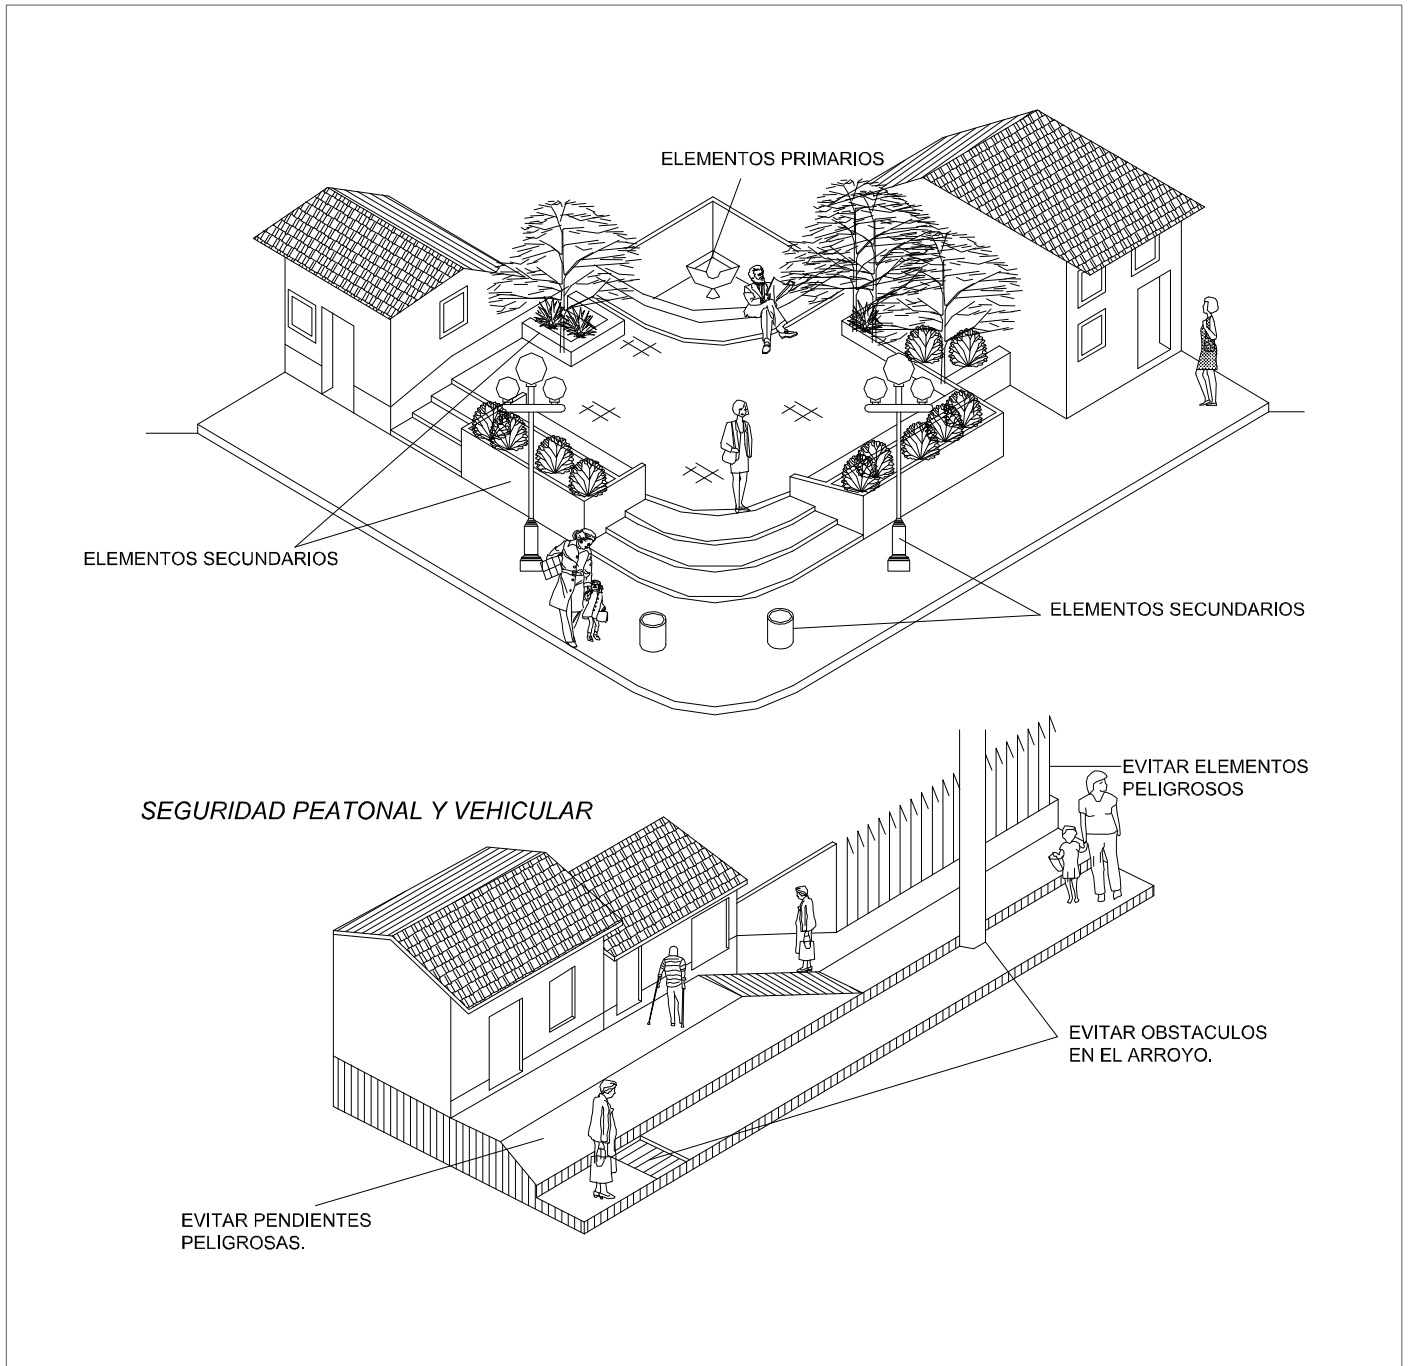 ELEMENTOS PRIMARIOS
ELEMENTOS SECUNDARIOS
ELEMENTOS SECUNDARIOS
SEGURIDAD PEATONAL Y VEHICULAR
EVITAR ELEMENTOS
PELIGROSOS
EVITAR OBSTACULOS
EN EL ARROYO.
EVITAR PENDIENTES
PELIGROSAS.